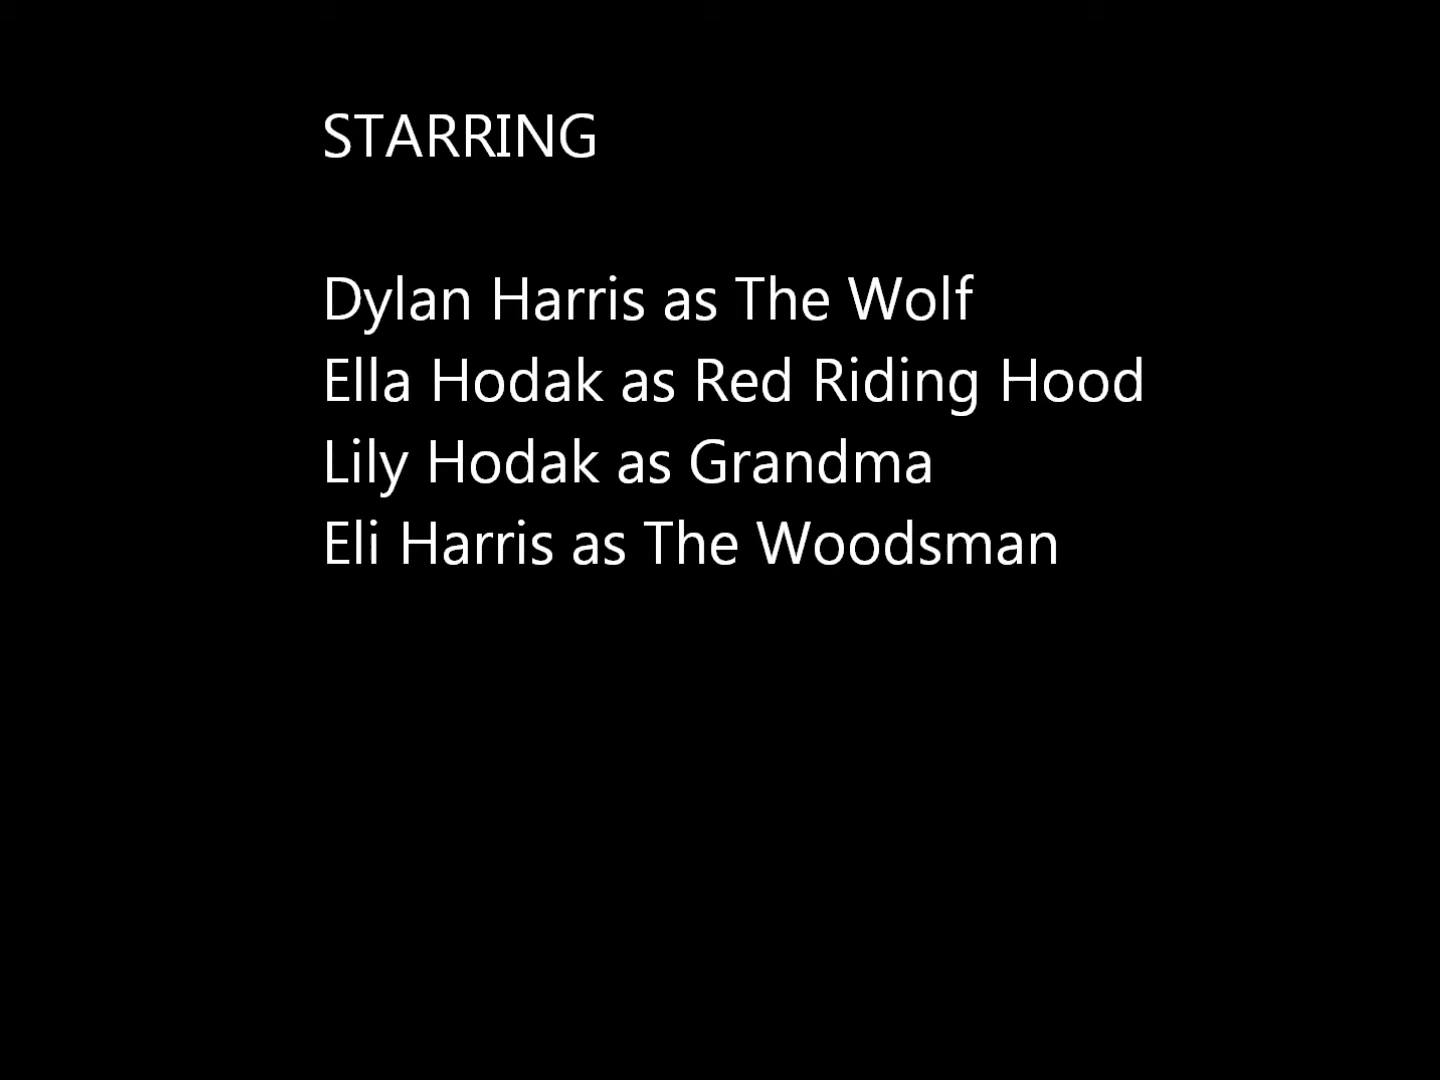 STARRING
Dylan Harris as The Wolf
Ella Hodak as Red Riding Hood
Lily Hodak as Grandma
Eli Harris as The Woodsman